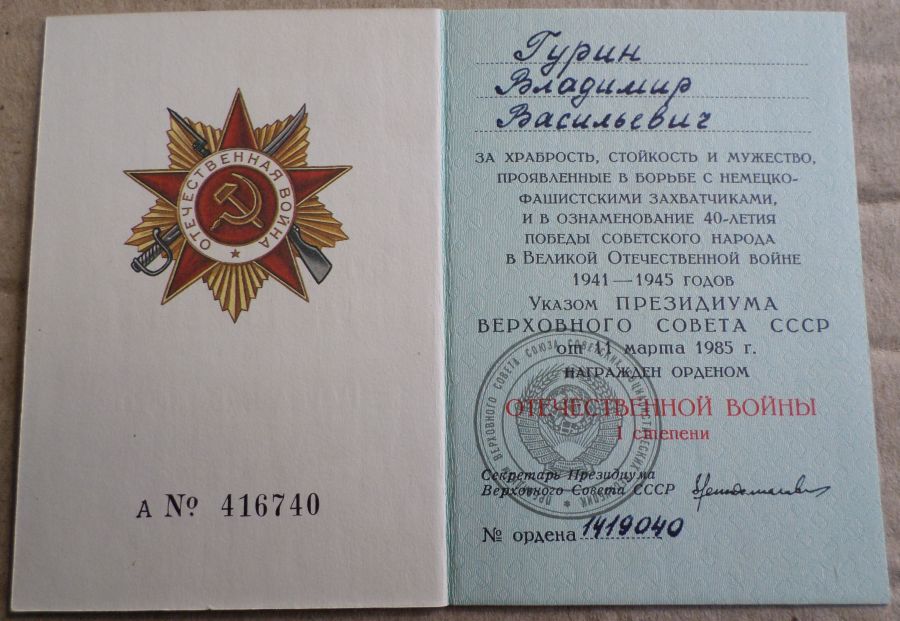 ОТЕЧЕСТВЕННАЯ ВОЙНА
А № 416740
Гурин
Владимир
Васильевич
ЗА ХРАБРОСТЬ, СТОЙКОСТЬ И МУЖЕСТВО,
ПРОЯВЛЕННЫЕ В БОРЬБЕ С НЕМЕЦКО-
ФАШИСТСКИМИ ЗАХВАТЧИКАМИ,
И В ОЗНАМЕНОВАНИЕ 40-ЛЕТИЯ
ПОБЕДЫ СОВЕТСКОГО НАРОДА
В ВЕЛИКОЙ ОТЕЧЕСТВЕННОЙ ВОЙНЕ
1941—1945 ГОДОВ
УКАЗОМ ПРЕЗИДИУМА
ВЕРХОВНОГО СОВЕТА СССР
от 11 марта 1985 г.
НАГРАЖДЕН ОРДЕНОМ
ОТЕЧЕСТВЕННОЙ ВОЙНЫ
I степени
Секретарь Президиума
Верховного Совета СССР
№ ордена 1419040